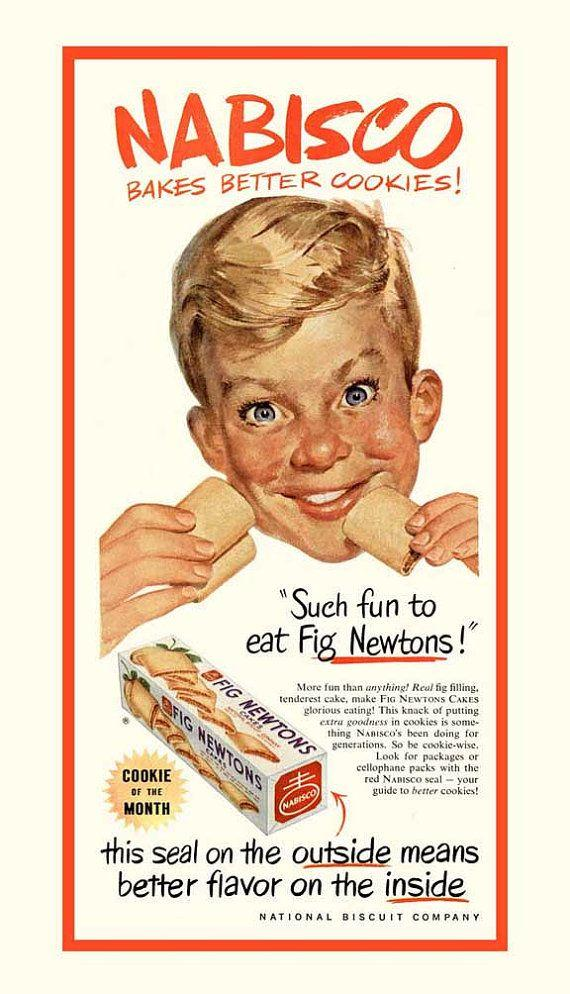 NABISCO
BAKES BETTER COOKIES!
"Such fun to
eat Fig Newtons!"
More fun than anything! Real fig filling,
tenderest cake, make FIG NEWTONS CAKES
glorious eating! This knack of putting
extra goodness in cookies is some-
thing NABISCO'S been doing for
generations. So be cookie-wise.
Look for packages or
cellophane packs with the
red NABISCO seal — your
guide to better cookies!
FIG NEWTONS
CAKES
FIG NEWTONS
CAKES
NABISCO
®
COOKIE
OF THE
MONTH
this seal on the outside means
better flavor on the inside
NATIONAL BISCUIT COMPANY